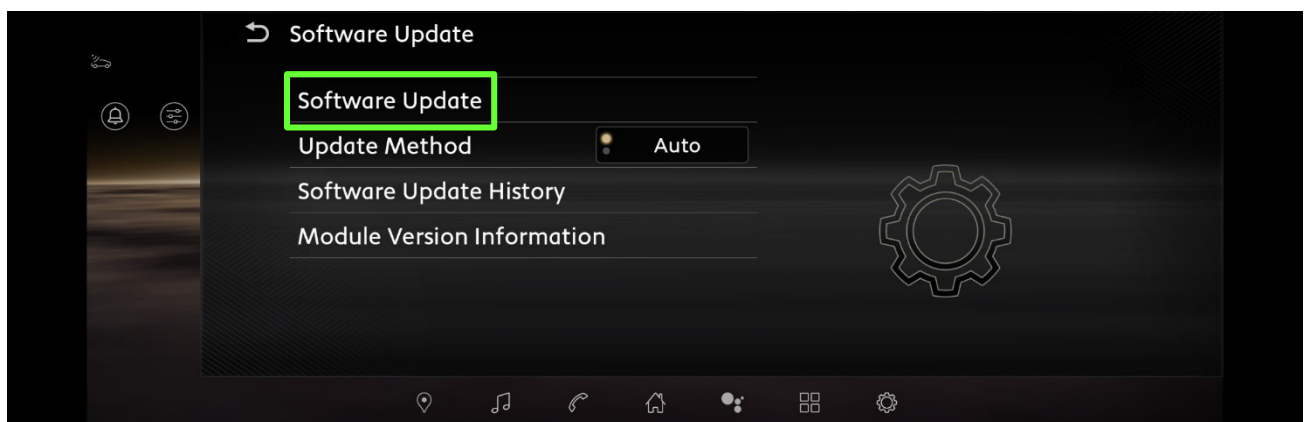 Software Update
Software Update
Update Method
Auto
Software Update History
Module Version Information